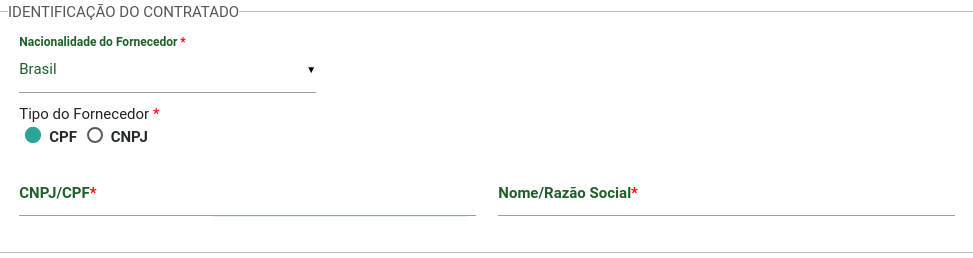 IDENTIFICAÇÃO DO CONTRATADO
Nacionalidade do Fornecedor *
Brasil
Tipo do Fornecedor *
CPF CNPJ
CNPJ/CPF* Nome/Razão Social*